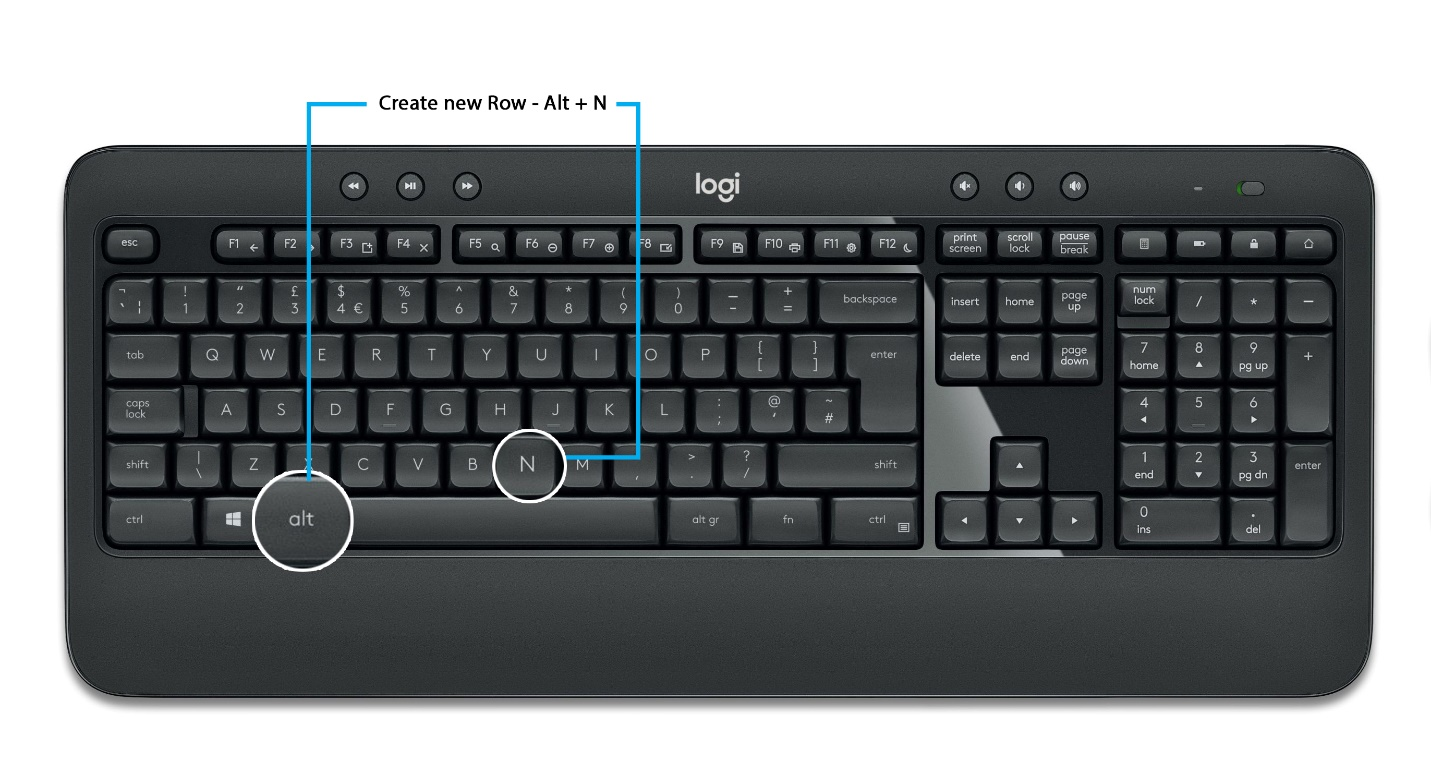 Create new Row - Alt + N
logi
esc F1 F2 F3 F4 F5 F6 F7 F8 F9 F10 F11 F12 print screen scroll lock pause break
¬ ` ¦ ! 1 “ 2 £ 3 $ 4 € % 5 ^ 6 & 7 * 8 ( 9 ) 0 _ - + = backspace insert home page up num lock / * −
tab Q W E R T Y U I O P { [ } ] enter delete end page down 7 home 8 9 pg up +
caps lock A S D F G H J K L : ; @ ' ~ # 4 5 6
shift | \ Z X C V B N M , > . ? / shift 1 end 2 3 pg dn enter
ctrl alt alt gr fn ctrl 0 ins . del